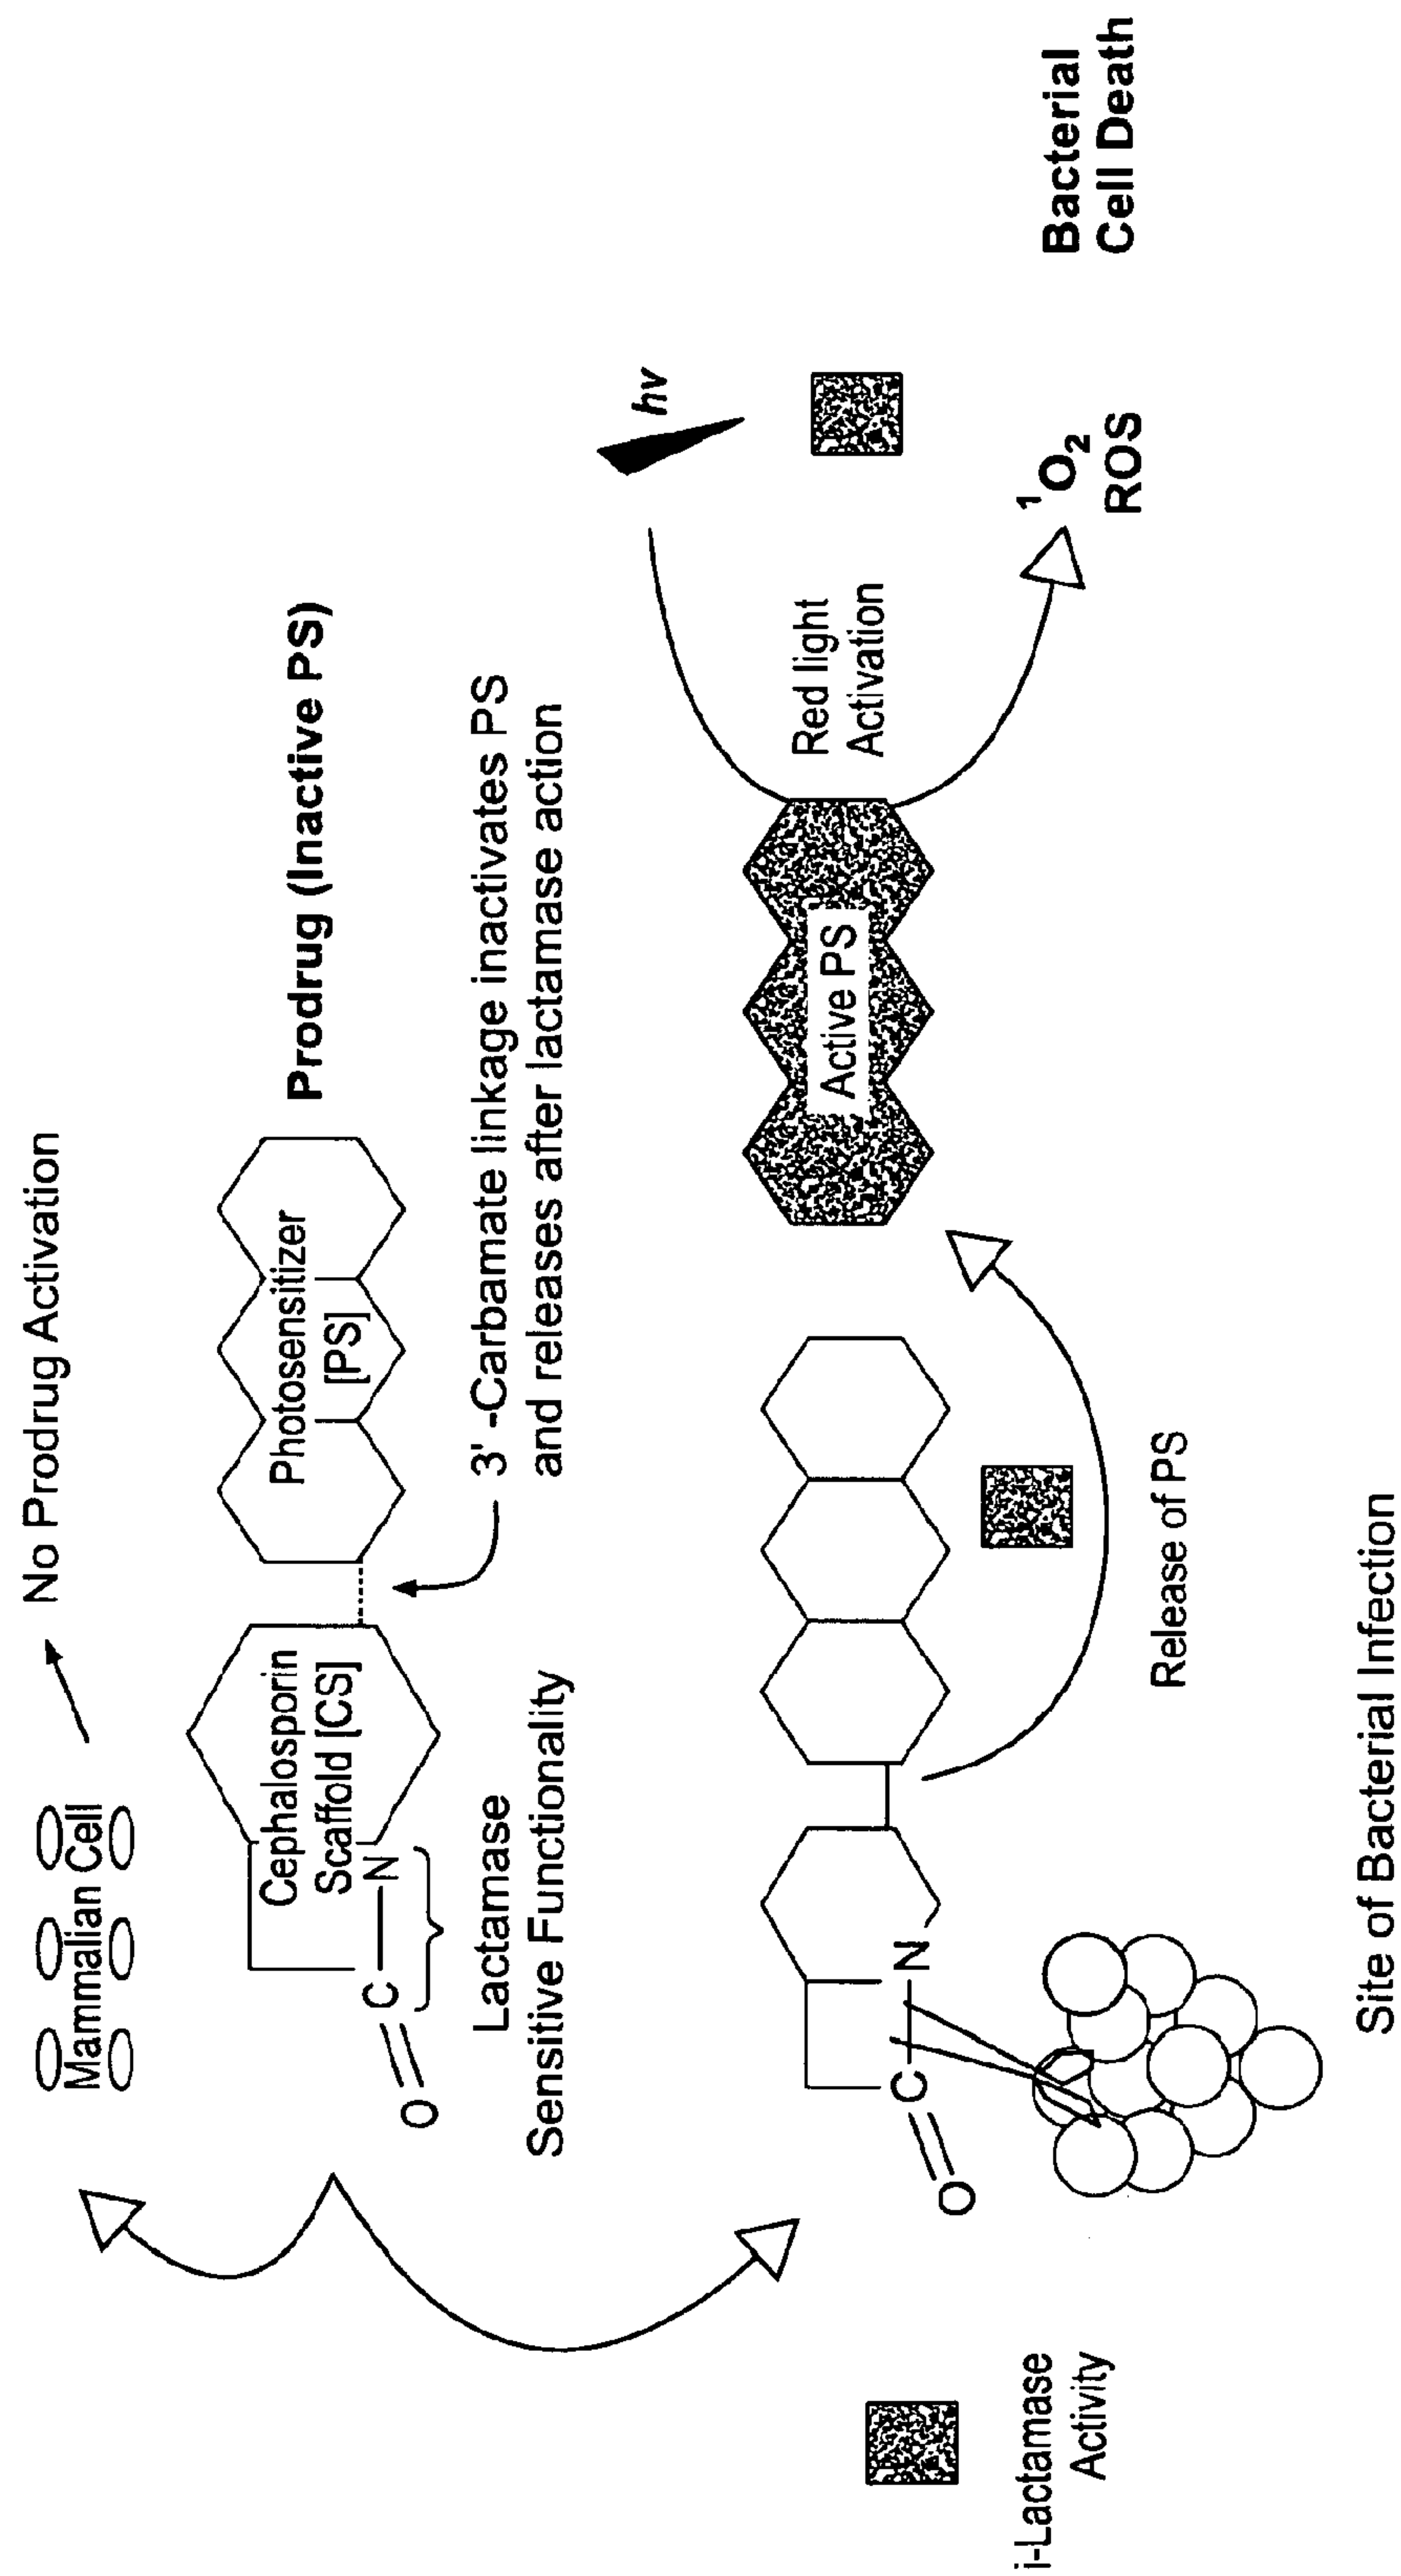 No Prodrug Activation
Mammalian Cell
Cephalosporin
Scaffold [CS]
Photosensitizer
[PS]
Prodrug (Inactive PS)
O
C
N
Lactamase
Sensitive Functionality
3' -Carbamate linkage inactivates PS
and releases after lactamase action
hv
Red light
Activation
Active PS
¹O₂
ROS
Bacterial
Cell Death
O
C
N
Release of PS
i-Lactamase
Activity
Site of Bacterial Infection